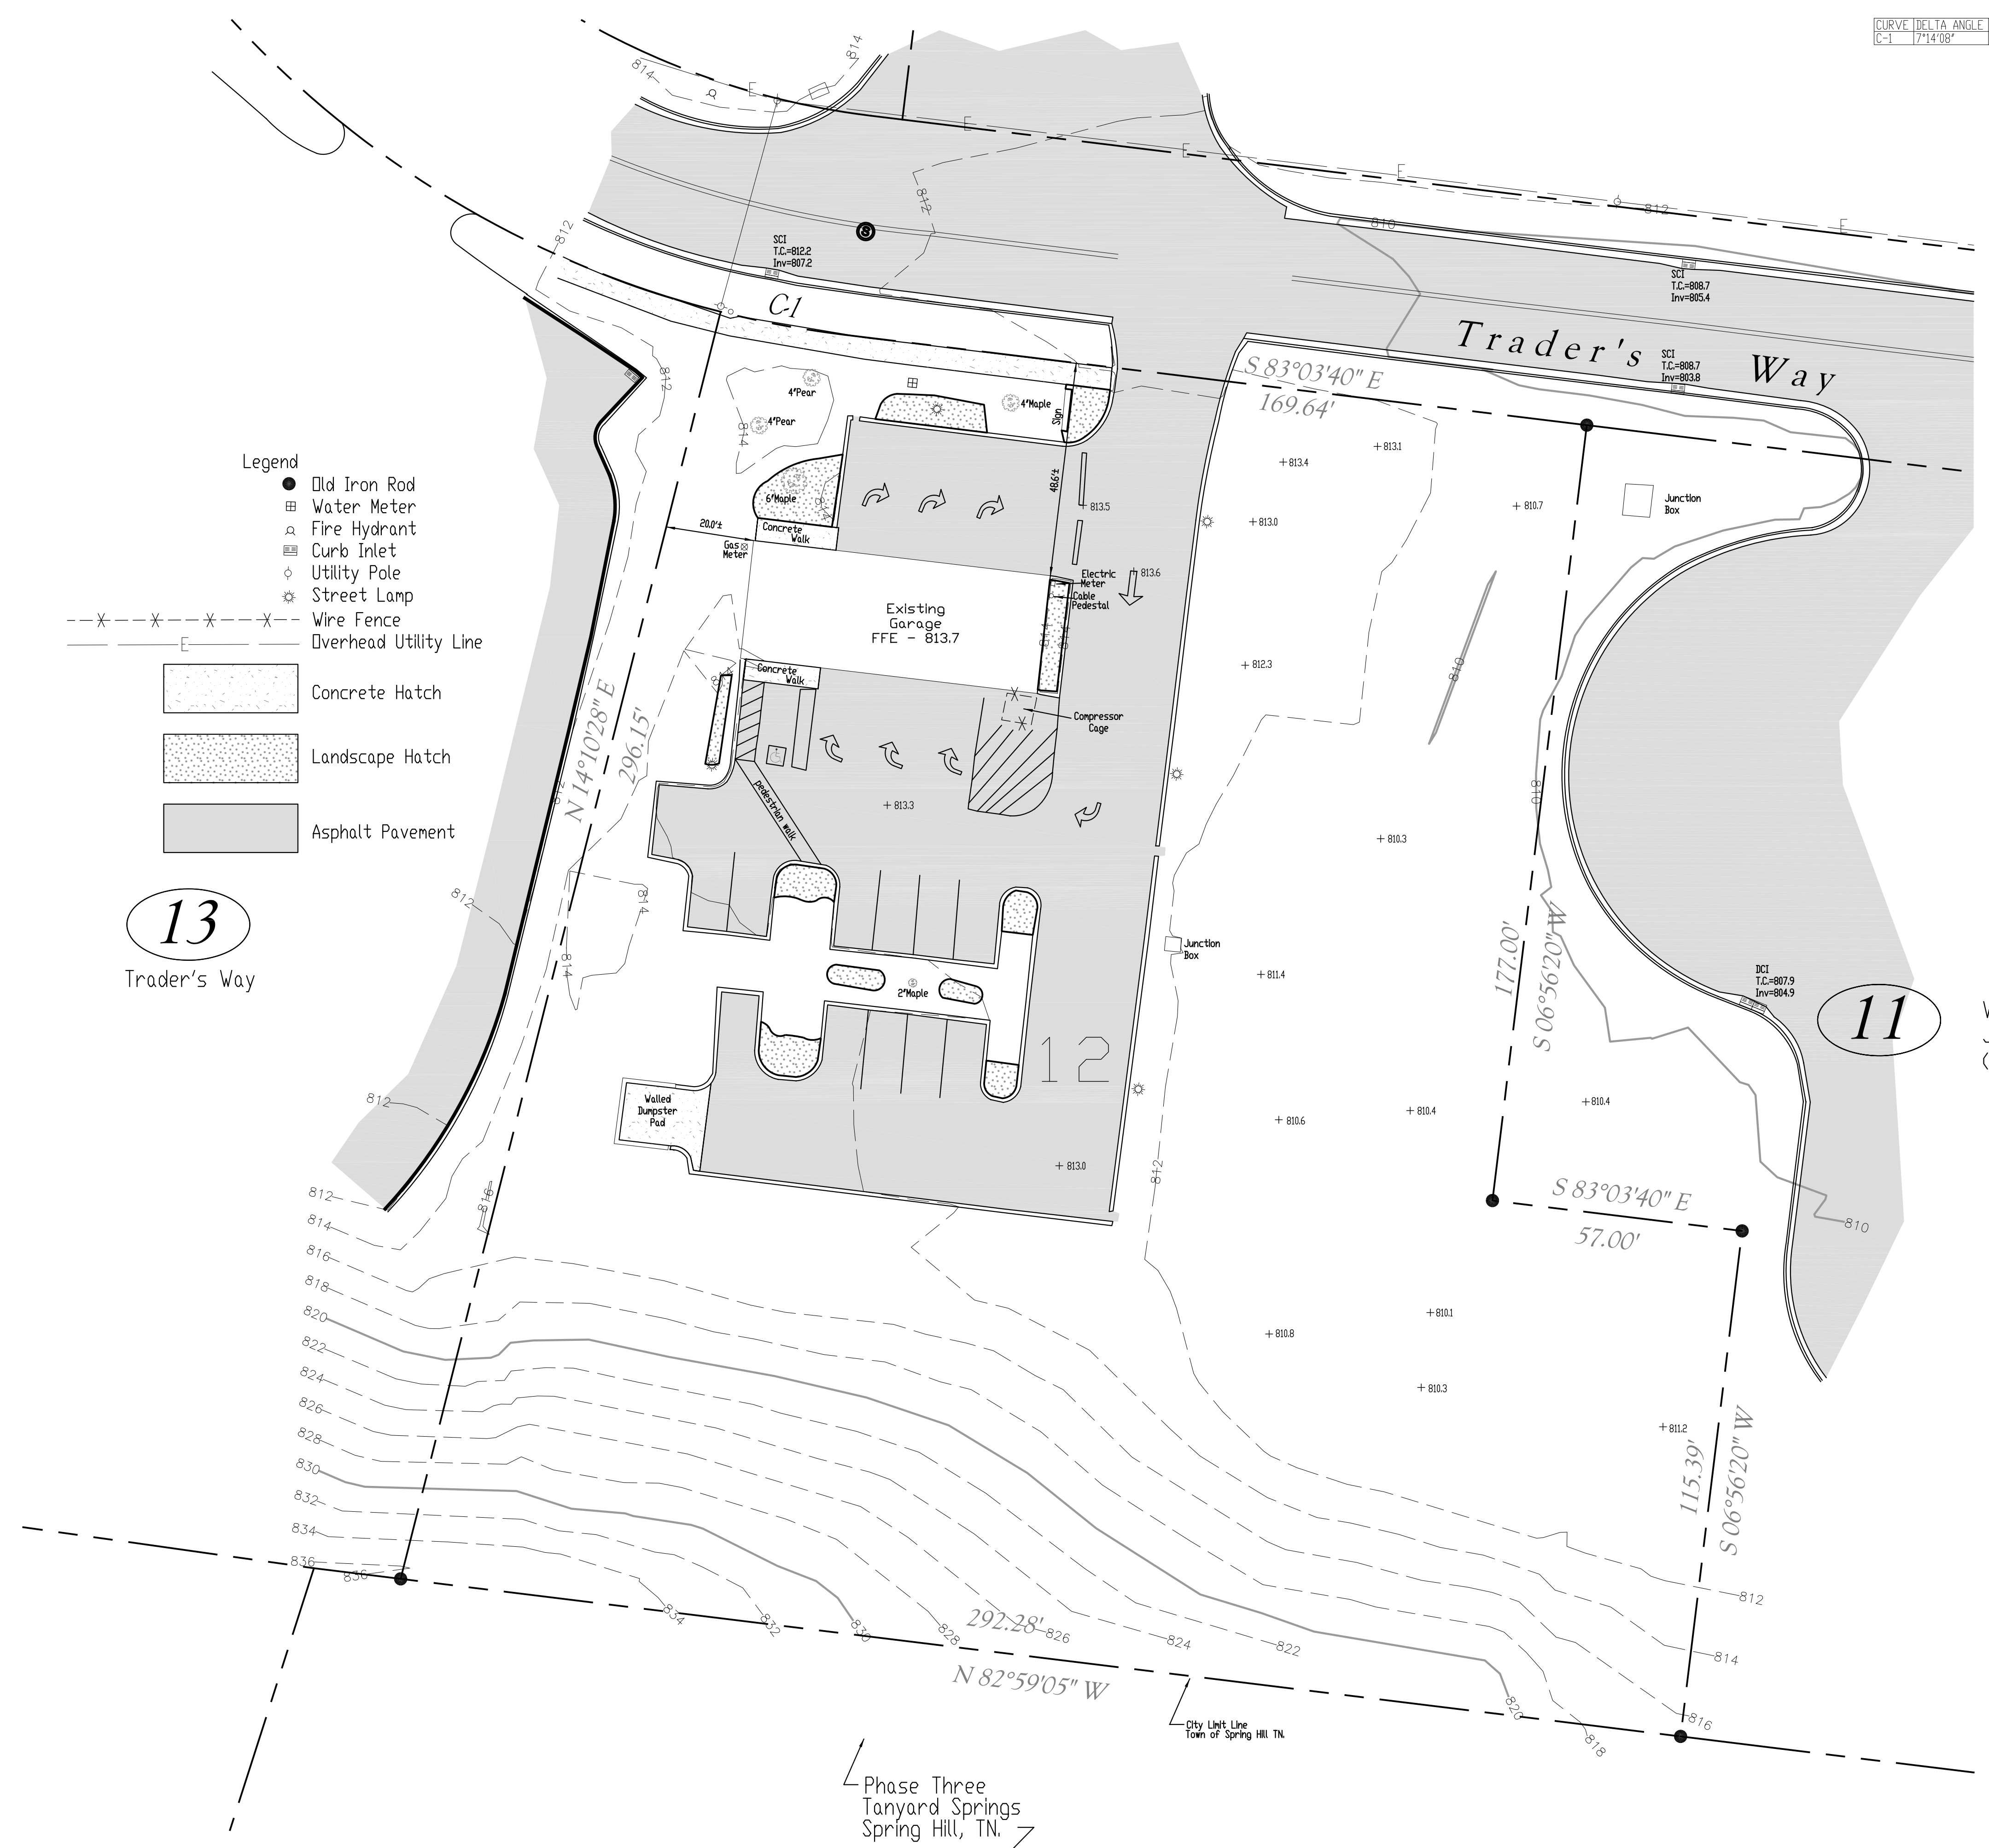 CURVE DELTA ANGLE
C-1 7°14'08"
814
814
E
E
E
E
E
812
812
812
810
SCI
T.C.=812.2
Inv=807.2
SCI
T.C.=808.7
Inv=805.4
C-1
Trader's Way
SCI
T.C.=808.7
Inv=803.8
S 83°03'40" E
169.64'
812
4"Pear
4"Pear
814
4"Maple
Sign
48.6'±
813.1
813.4
813.5
813.0
810.7
Junction
Box
6"Maple
Concrete
Walk
20.0'±
Gas
Meter
Electric
Meter
Cable
Pedestal
813.6
Existing
Garage
FFE - 813.7
812.3
810
Legend
Old Iron Rod
Water Meter
Fire Hydrant
Curb Inlet
Utility Pole
Street Lamp
X X X X Wire Fence
E Overhead Utility Line
Concrete Hatch
Landscape Hatch
Asphalt Pavement
N 14°10'28" E
296.15'
Concrete
Walk
X
X
Compressor
Cage
pedestrian walk
813.3
810.3
810
812
812
812
814
814
13
Trader's Way
Junction
Box
811.4
2"Maple
177.00'
S 06°56'20" W
DCI
T.C.=807.9
Inv=804.9
11
12
Walled
Dumpster
Pad
813.0
812
810.6
810.4
810.4
S 83°03'40" E
57.00'
810
816
812
814
816
818
820
822
824
826
828
830
832
834
836
836
810.1
810.8
810.3
811.2
115.39'
S 06°56'20" W
834
832
830
828
826
824
822
820
818
816
814
812
292.28'
N 82°59'05" W
City Limit Line
Town of Spring Hill TN.
Phase Three
Tanyard Springs
Spring Hill, TN.